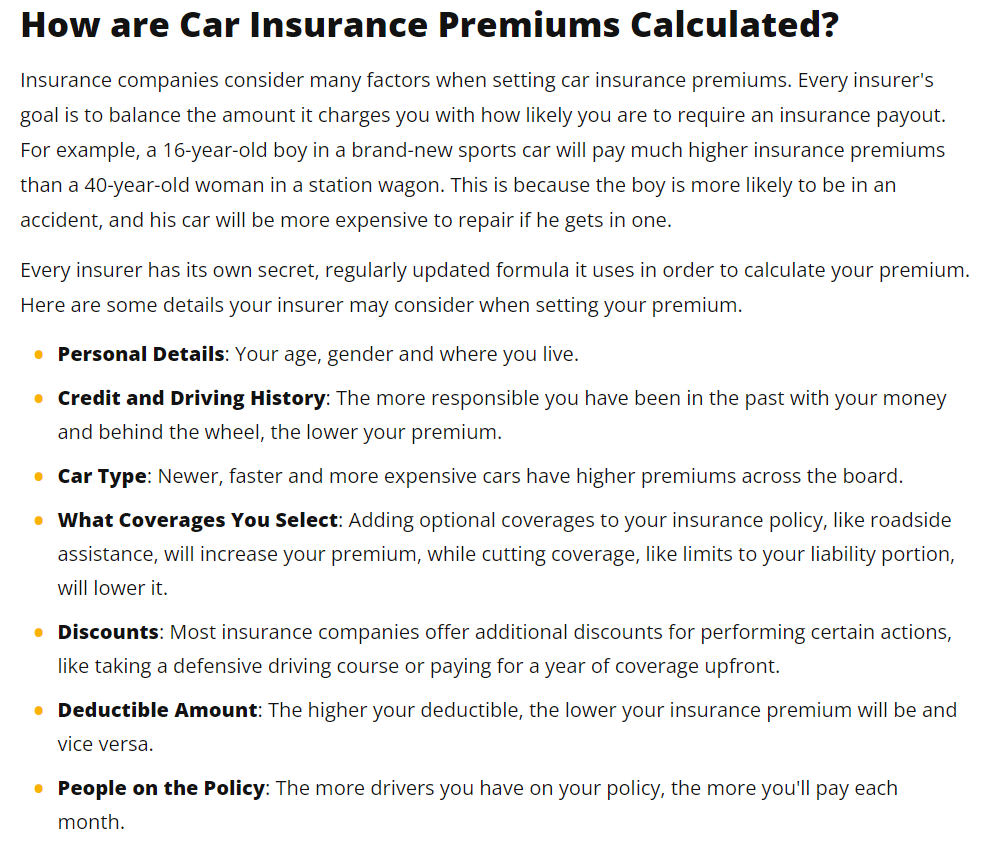 How are Car Insurance Premiums Calculated?
Insurance companies consider many factors when setting car insurance premiums. Every insurer's
goal is to balance the amount it charges you with how likely you are to require an insurance payout.
For example, a 16-year-old boy in a brand-new sports car will pay much higher insurance premiums
than a 40-year-old woman in a station wagon. This is because the boy is more likely to be in an
accident, and his car will be more expensive to repair if he gets in one.
Every insurer has its own secret, regularly updated formula it uses in order to calculate your premium.
Here are some details your insurer may consider when setting your premium.
• Personal Details: Your age, gender and where you live.
• Credit and Driving History: The more responsible you have been in the past with your money
and behind the wheel, the lower your premium.
• Car Type: Newer, faster and more expensive cars have higher premiums across the board.
• What Coverages You Select: Adding optional coverages to your insurance policy, like roadside
assistance, will increase your premium, while cutting coverage, like limits to your liability portion,
will lower it.
• Discounts: Most insurance companies offer additional discounts for performing certain actions,
like taking a defensive driving course or paying for a year of coverage upfront.
• Deductible Amount: The higher your deductible, the lower your insurance premium will be and
vice versa.
• People on the Policy: The more drivers you have on your policy, the more you'll pay each
month.